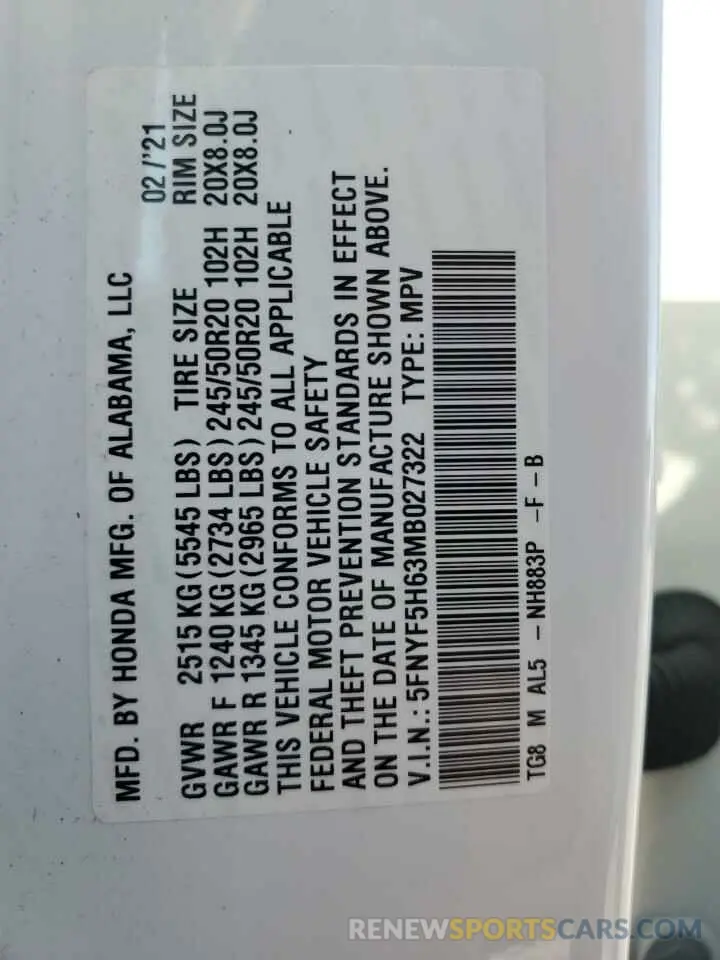 MFD. BY HONDA MFG. OF ALABAMA, LLC 02/'21
GVWR 2515 KG (5545 LBS) TIRE SIZE RIM SIZE
GAWR F 1240 KG (2734 LBS) 245/50R20 102H 20X8.0J
GAWR R 1345 KG (2965 LBS) 245/50R20 102H 20X8.0J
THIS VEHICLE CONFORMS TO ALL APPLICABLE
FEDERAL MOTOR VEHICLE SAFETY
AND THEFT PREVENTION STANDARDS IN EFFECT
ON THE DATE OF MANUFACTURE SHOWN ABOVE.
V.I.N.: 5FNYF5H63MB027322 TYPE: MPV
TG8 M AL5 - NH883P -F-B
RENEWSPORTSCARS.COM